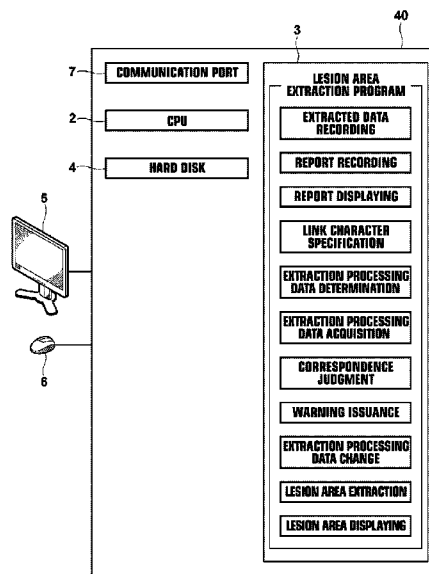 40
3
7
COMMUNICATION PORT
2
CPU
4
HARD DISK
5
6
LESION AREA
EXTRACTION PROGRAM
EXTRACTED DATA
RECORDING
REPORT RECORDING
REPORT DISPLAYING
LINK CHARACTER
SPECIFICATION
EXTRACTION PROCESSING
DATA DETERMINATION
EXTRACTION PROCESSING
DATA ACQUISITION
CORRESPONDENCE
JUDGMENT
WARNING ISSUANCE
EXTRACTION PROCESSING
DATA CHANGE
LESION AREA EXTRACTION
LESION AREA DISPLAYING